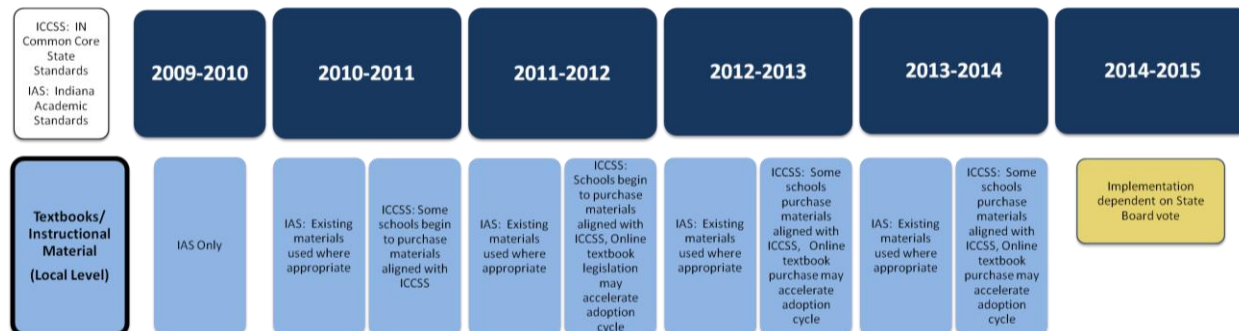 ICCSS: IN
Common Core
State
Standards
IAS: Indiana
Academic
Standards
2009-2010
2010-2011
2011-2012
2012-2013
2013-2014
2014-2015
Textbooks/
Instructional
Material
(Local Level)
IAS Only
IAS: Existing
materials
used where
appropriate
ICCSS: Some
schools begin
to purchase
materials
aligned with
ICCSS
IAS: Existing
materials
used where
appropriate
ICCSS:
Schools begin
to purchase
materials
aligned with
ICCSS, Online
textbook
legislation
may
accelerate
adoption
cycle
IAS: Existing
materials
used where
appropriate
ICCSS: Some
schools
purchase
materials
aligned with
ICCSS, Online
textbook
purchase may
accelerate
adoption
cycle
IAS: Existing
materials
used where
appropriate
ICCSS: Some
schools
purchase
materials
aligned with
ICCSS, Online
textbook
purchase may
accelerate
adoption
cycle
Implementation
dependent on State
Board vote